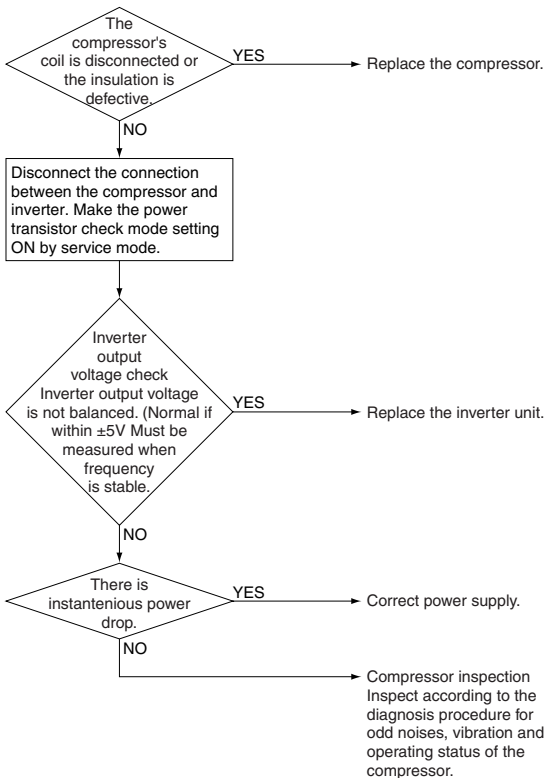 The
compressor's
coil is disconnected or
the insulation is
defective.
YES
Replace the compressor.
NO
Disconnect the connection
between the compressor and
inverter. Make the power
transistor check mode setting
ON by service mode.
Inverter
output
voltage check
Inverter output voltage
is not balanced. (Normal if
within ±5V Must be
measured when
frequency
is stable.
YES
Replace the inverter unit.
NO
There is
instantenious power
drop.
YES
Correct power supply.
NO
Compressor inspection
Inspect according to the
diagnosis procedure for
odd noises, vibration and
operating status of the
compressor.